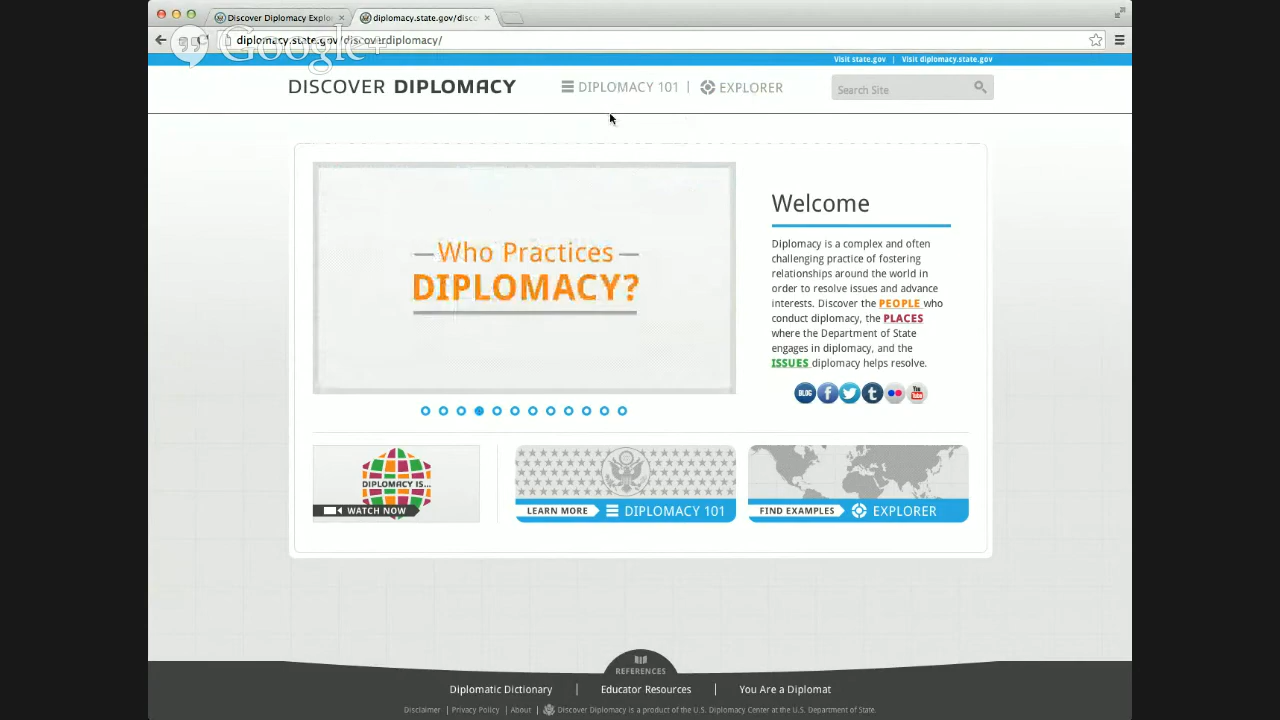 Discover Diplomacy Explo
diplomacy.state.gov/disco
Google+
diplomacy.state.gov/discoverdiplomacy/
Visit state.gov | Visit diplomacy.state.gov
DISCOVER DIPLOMACY
DIPLOMACY 101 |
EXPLORER
Search Site
Who Practices
DIPLOMACY?
Welcome
Diplomacy is a complex and often
challenging practice of fostering
relationships around the world in
order to resolve issues and advance
interests. Discover the PEOPLE who
conduct diplomacy, the PLACES
where the Department of State
engages in diplomacy, and the
ISSUES diplomacy helps resolve.
BLOG f t You Tube
DIPLOMACY IS...
WATCH NOW
LEARN MORE DIPLOMACY 101
FIND EXAMPLES EXPLORER
REFERENCES
Diplomatic Dictionary | Educator Resources | You Are a Diplomat
Disclaimer | Privacy Policy | About | Discover Diplomacy is a product of the U.S. Diplomacy Center at the U.S. Department of State.